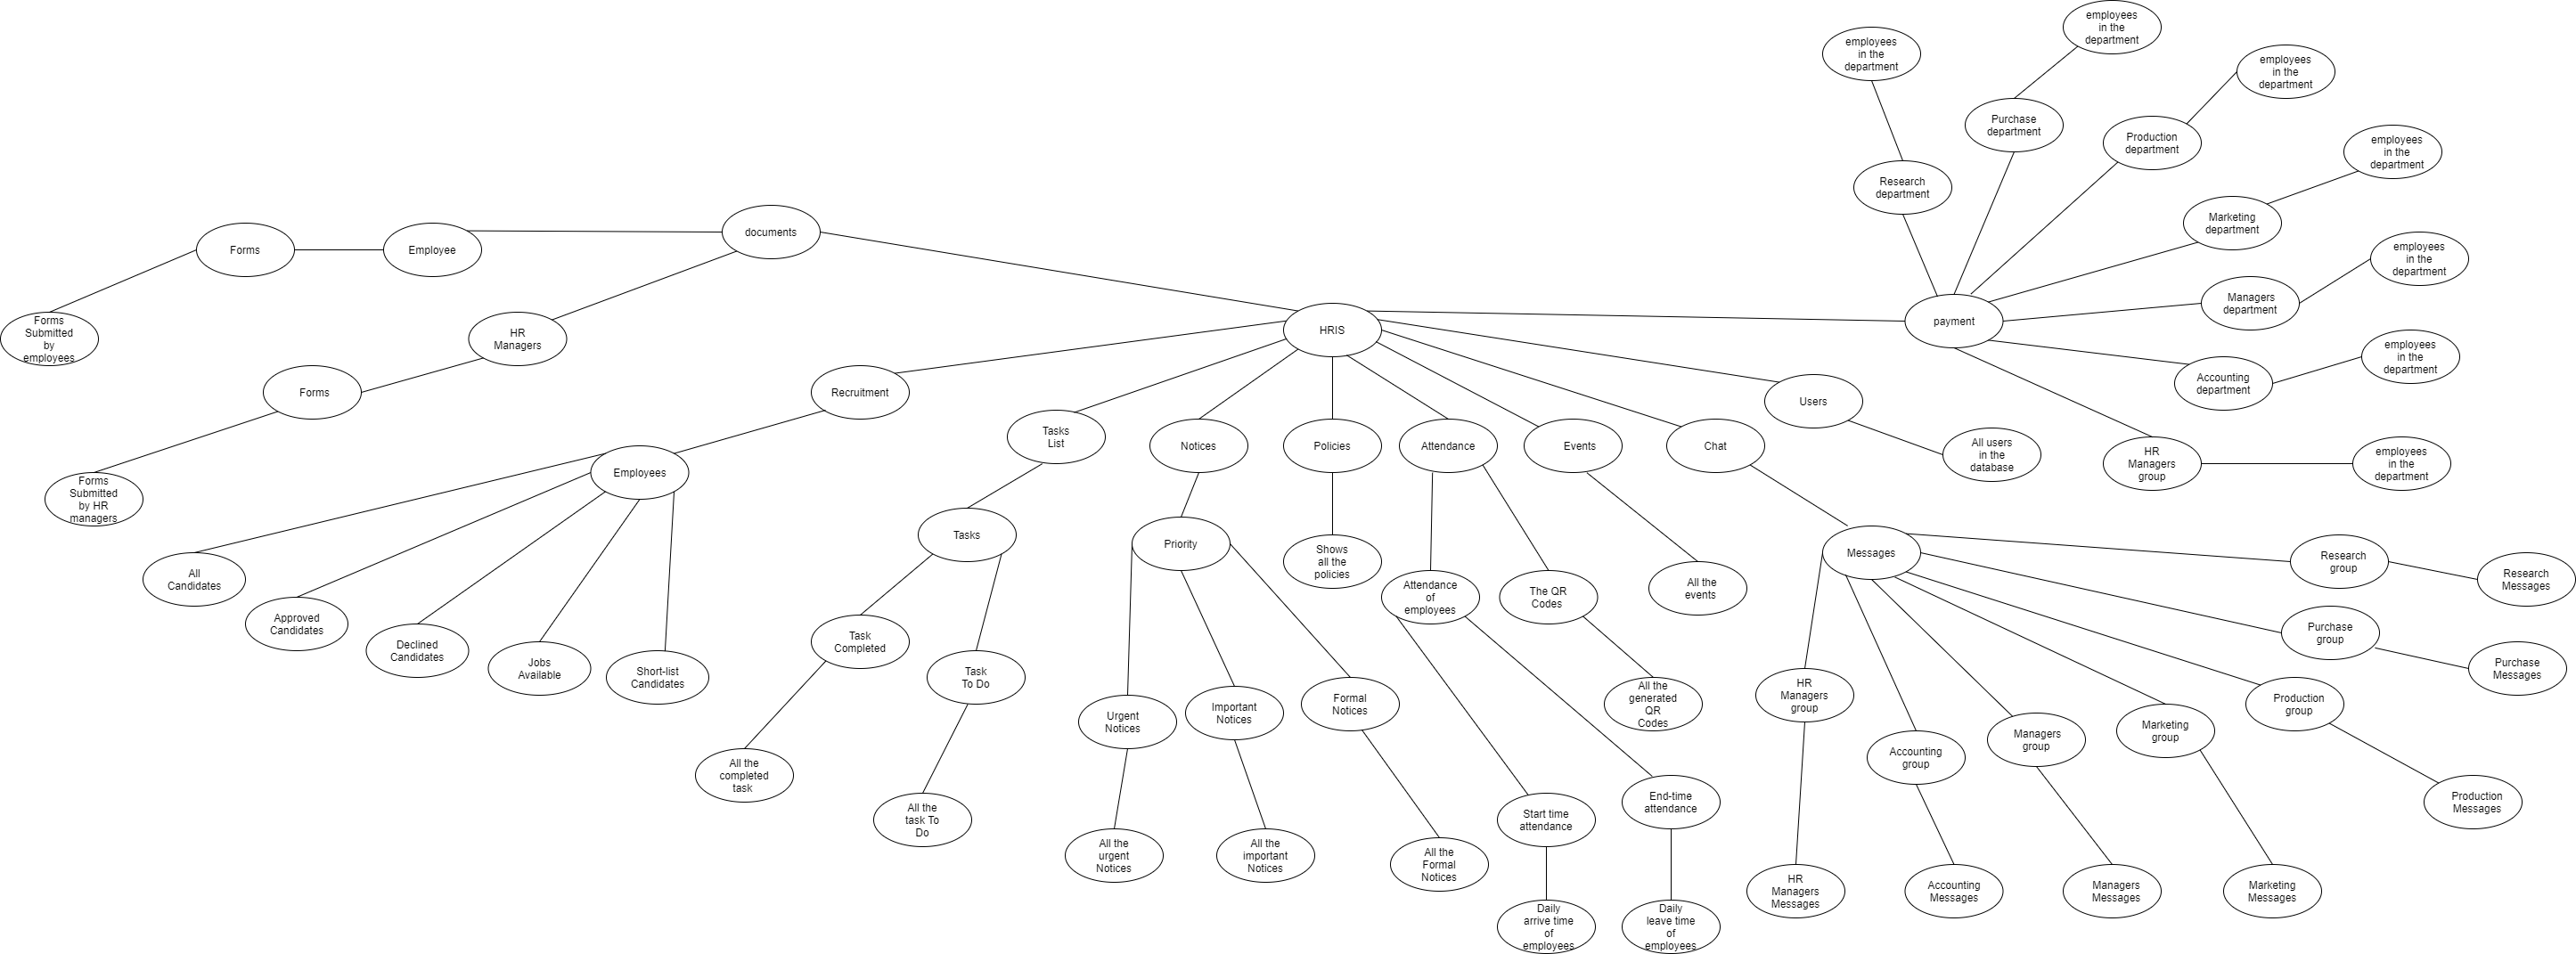 employees
in the
department
employees
in the
department
employees
in the
department
Purchase
department
Production
department
employees
in the
department
Research
department
Marketing
department
documents
Forms
Employee
employees
in the
department
Managers
department
payment
HRIS
Forms
Submitted
by
employees
HR
Managers
employees
in the
department
Accounting
department
Forms
Recruitment
Users
Tasks
List
Notices
Policies
Attendance
Events
Chat
All users
in the
database
HR
Managers
group
employees
in the
department
Employees
Forms
Submitted
by HR
managers
Tasks
Priority
Shows
all the
policies
Messages
Research
group
Research
Messages
All
Candidates
Attendance
of
employees
The QR
Codes
All the
events
Approved
Candidates
Declined
Candidates
Jobs
Available
Short-list
Candidates
Task
Completed
Task
To Do
Purchase
group
Purchase
Messages
Urgent
Notices
Important
Notices
Formal
Notices
All the
generated
QR
Codes
HR
Managers
group
Accounting
group
Managers
group
Marketing
group
Production
group
All the
completed
task
All the
task To
Do
Start time
attendance
End-time
attendance
Production
Messages
All the
urgent
Notices
All the
important
Notices
All the
Formal
Notices
HR
Managers
Messages
Accounting
Messages
Managers
Messages
Marketing
Messages
Daily
arrive time
of
employees
Daily
leave time
of
employees